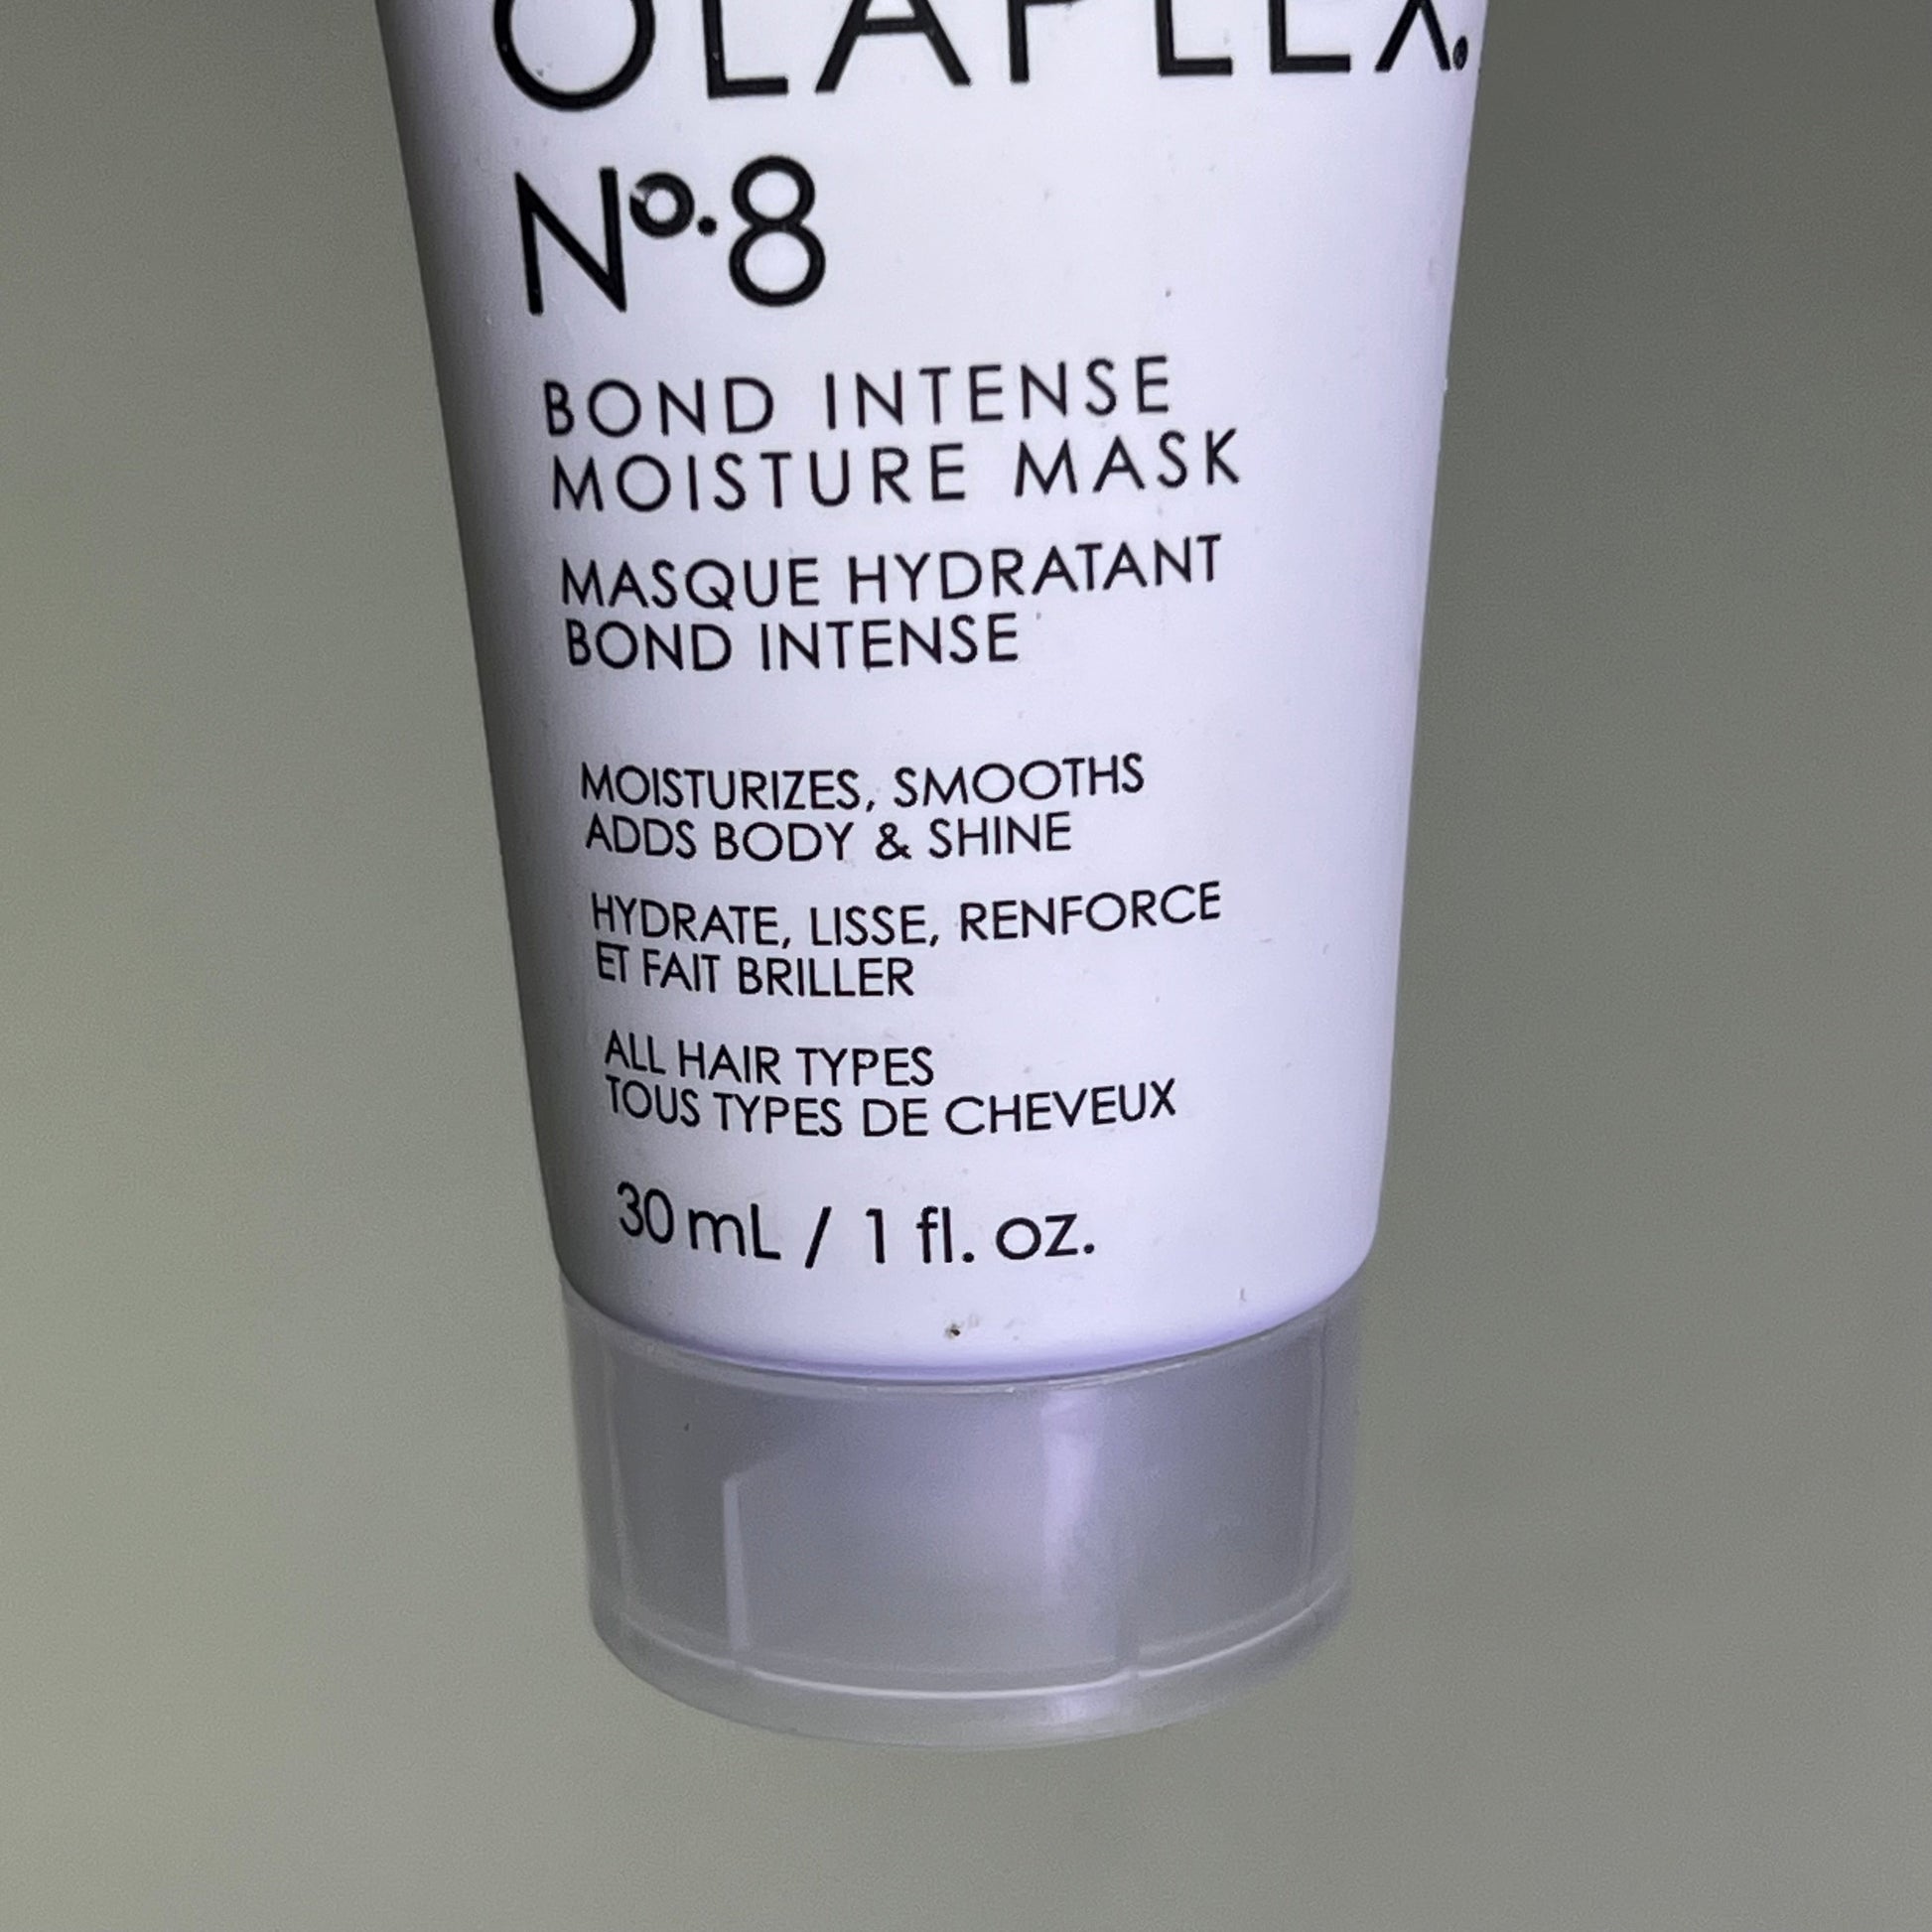 OLAPLEX®
Nº.8
BOND INTENSE
MOISTURE MASK
MASQUE HYDRATANT
BOND INTENSE
MOISTURIZES, SMOOTHS
ADDS BODY & SHINE
HYDRATE, LISSE, RENFORCE
ET FAIT BRILLER
ALL HAIR TYPES
TOUS TYPES DE CHEVEUX
30 mL / 1 fl. oz.